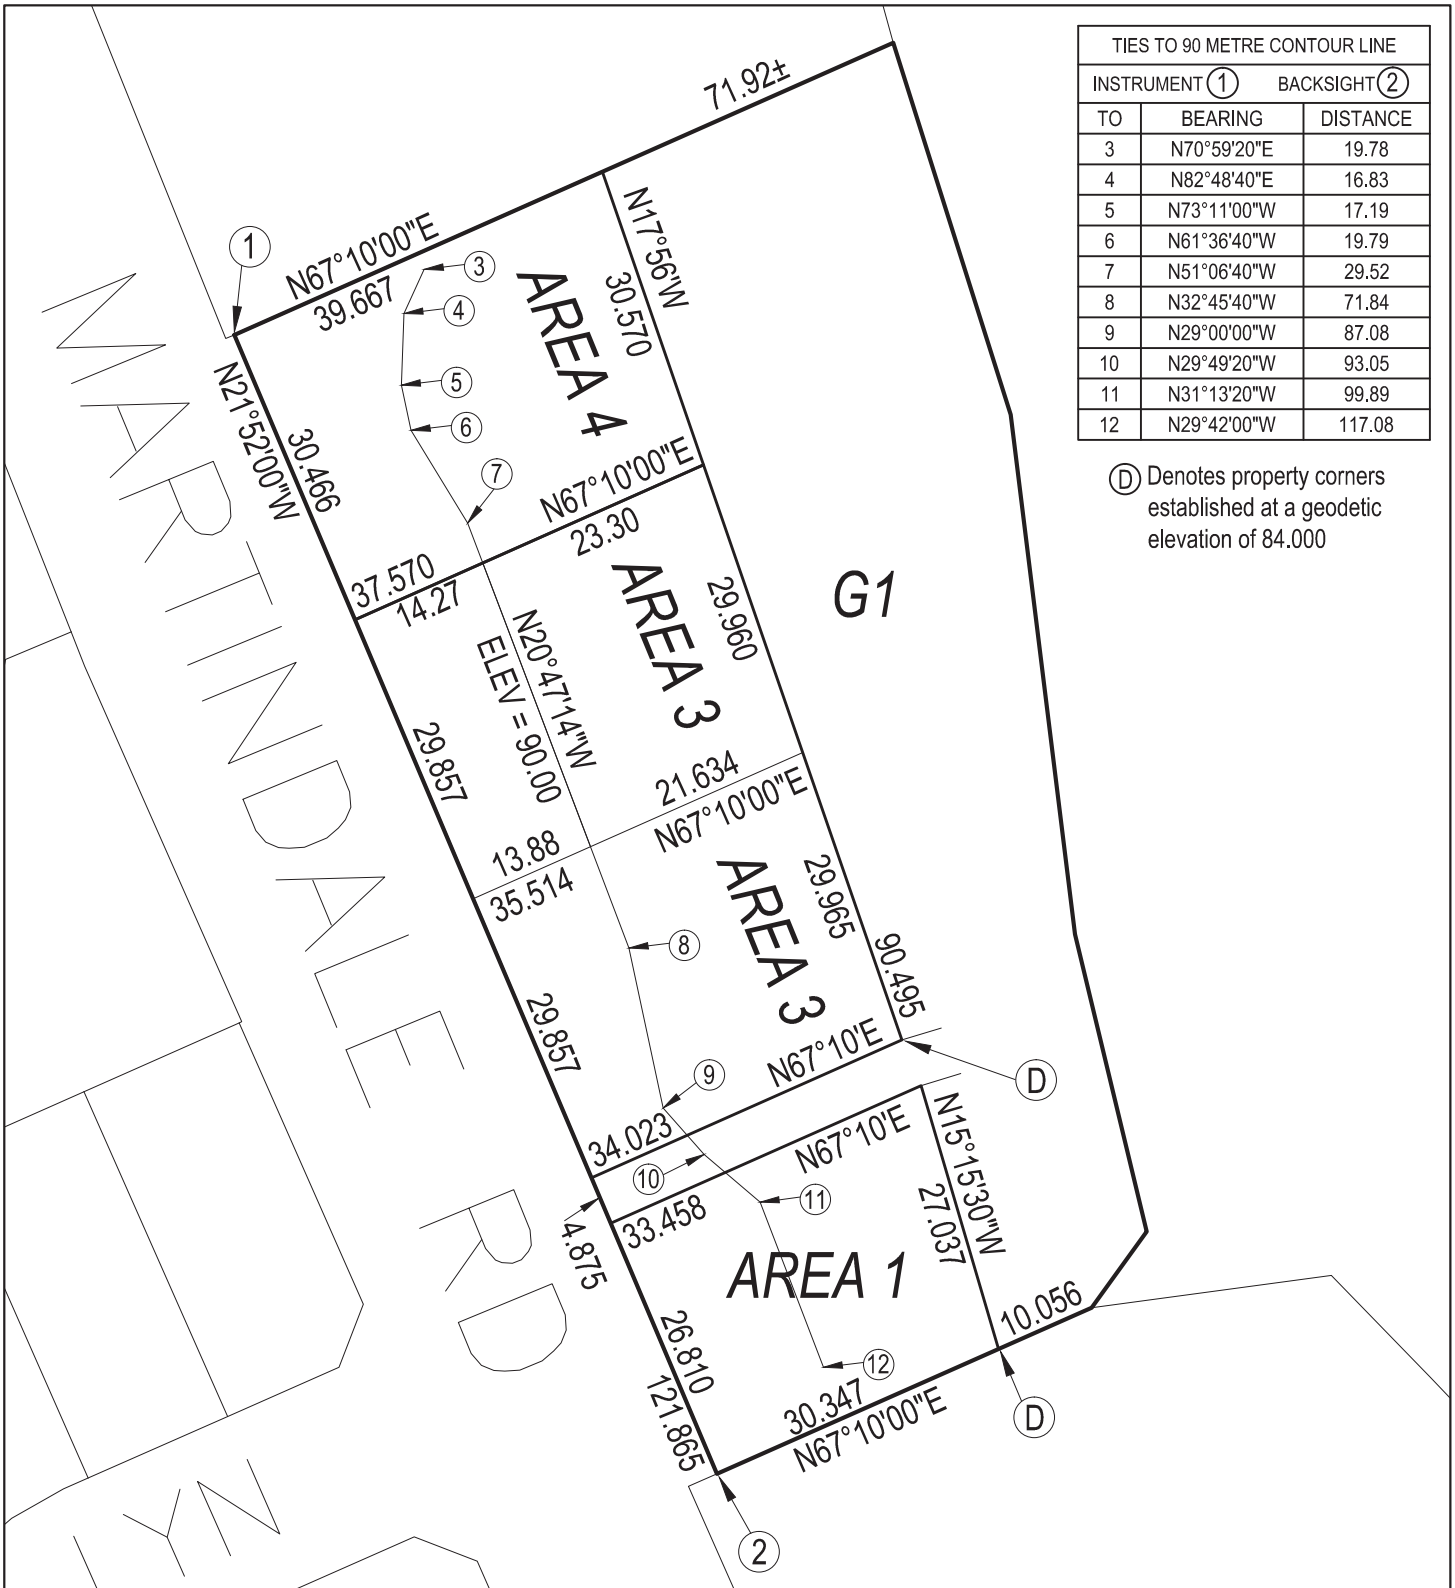 TIES TO 90 METRE CONTOUR LINE
INSTRUMENT 1 BACKSIGHT 2
TO BEARING DISTANCE
3 N70°59'20"E 19.78
4 N82°48'40"E 16.83
5 N73°11'00"W 17.19
6 N61°36'40"W 19.79
7 N51°06'40"W 29.52
8 N32°45'40"W 71.84
9 N29°00'00"W 87.08
10 N29°49'20"W 93.05
11 N31°13'20"W 99.89
12 N29°42'00"W 117.08
D Denotes property corners
established at a geodetic
elevation of 84.000
71.92±
1
N67°10'00"E
39.667
3
4
5
6
7
AREA 4
N17°56"W
30.570
N21°52'00"W
30.466
MARTINDALE RD
N67°10'00"E
23.30
37.570
14.27
AREA 3
29.960
G1
N20°47'14"W
ELEV = 90.00
29.857
21.634
N67°10'00"E
13.88
35.514
AREA 3
29.965
90.495
8
29.857
N67°10'E
9
D
34.023
10
N67°10'E
N15°15'30"W
27.037
11
33.458
4.875
AREA 1
10.056
26.810
121.865
12
30.347
N67°10'00"E
D
2
N
Y